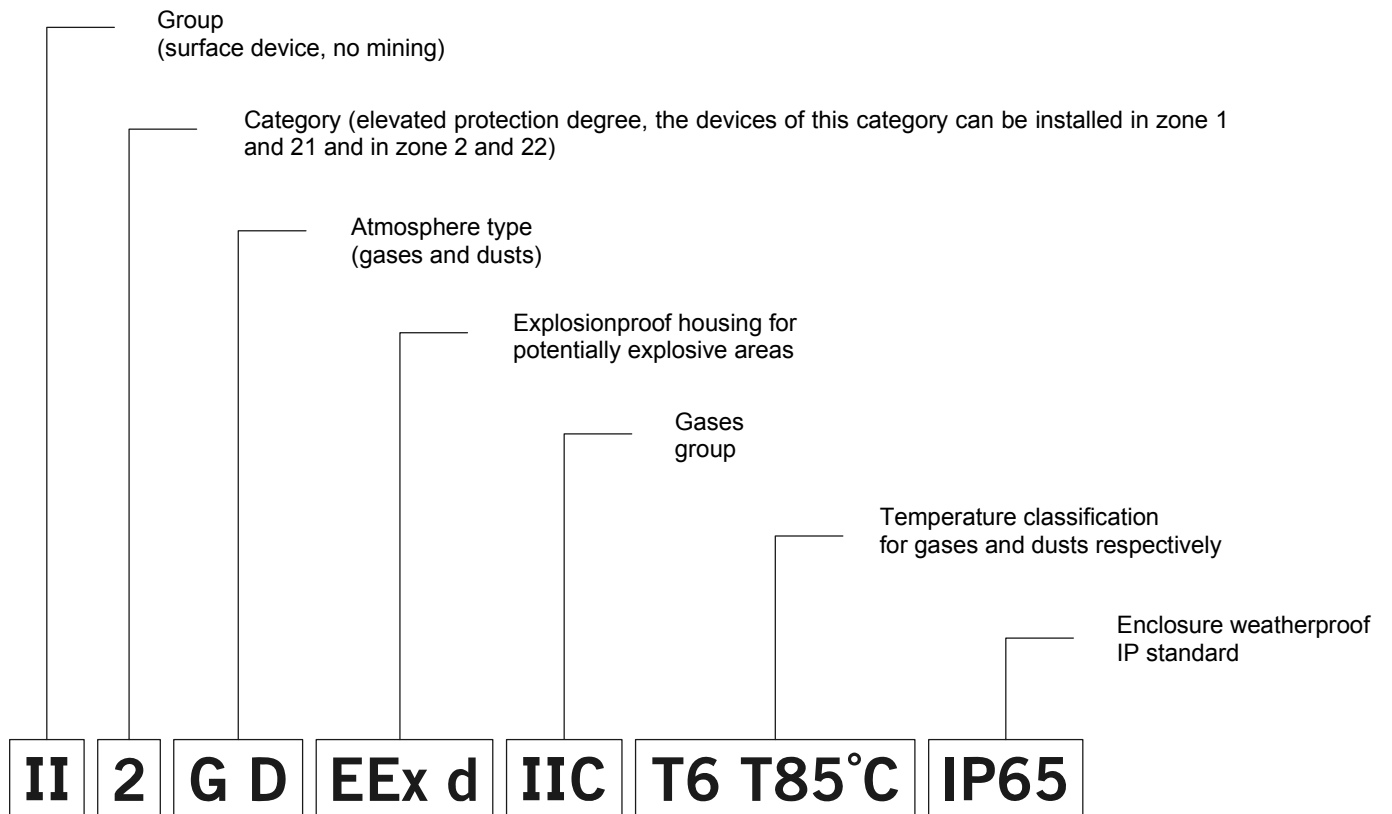 Group
(surface device, no mining)
Category (elevated protection degree, the devices of this category can be installed in zone 1
and 21 and in zone 2 and 22)
Atmosphere type
(gases and dusts)
Explosionproof housing for
potentially explosive areas
Gases
group
Temperature classification
for gases and dusts respectively
Enclosure weatherproof
IP standard
II 2 G D EEx d IIC T6 T85°C IP65